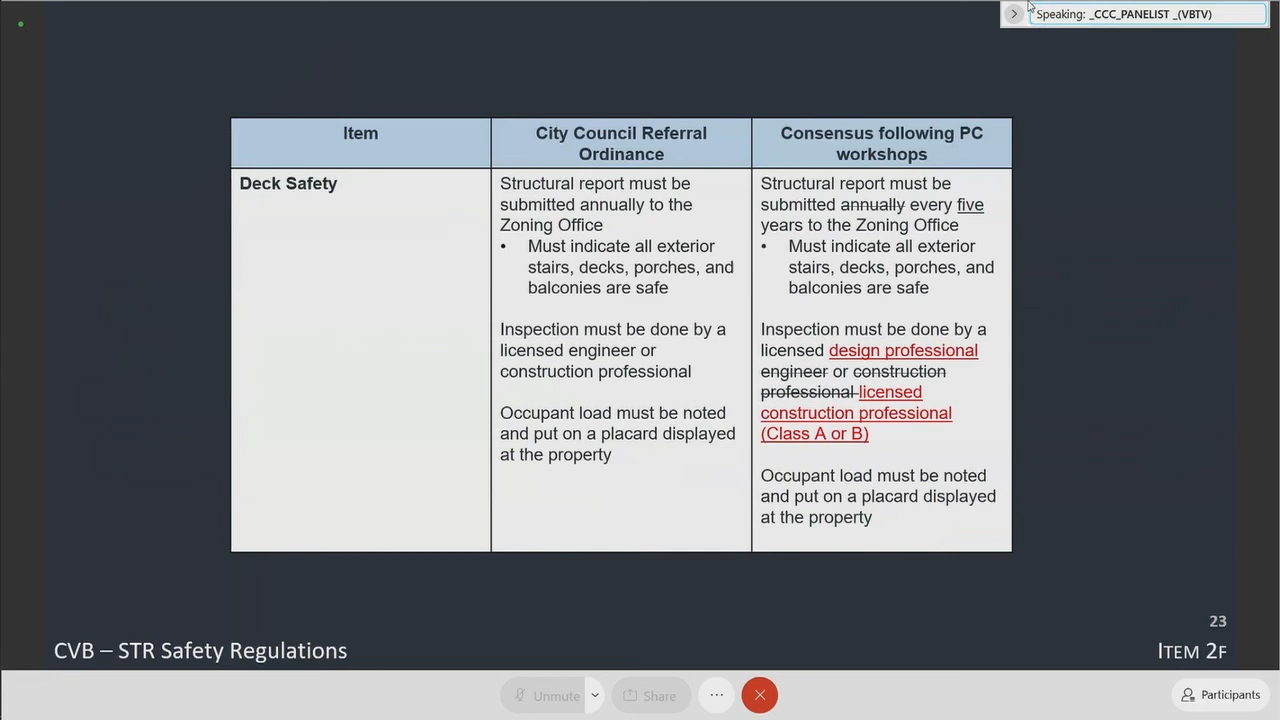 Speaking: _CCC_PANELIST _(VBTV)
Item
City Council Referral
Ordinance
Consensus following PC
workshops
Deck Safety
Structural report must be
submitted annually to the
Zoning Office
• Must indicate all exterior
stairs, decks, porches, and
balconies are safe
Inspection must be done by a
licensed engineer or
construction professional
Occupant load must be noted
and put on a placard displayed
at the property
Structural report must be
submitted annually every five
years to the Zoning Office
• Must indicate all exterior
stairs, decks, porches, and
balconies are safe
Inspection must be done by a
licensed design professional
engineer or construction
professional licensed
construction professional
(Class A or B)
Occupant load must be noted
and put on a placard displayed
at the property
23
CVB – STR Safety Regulations
ITEM 2F
Unmute
Share
Participants